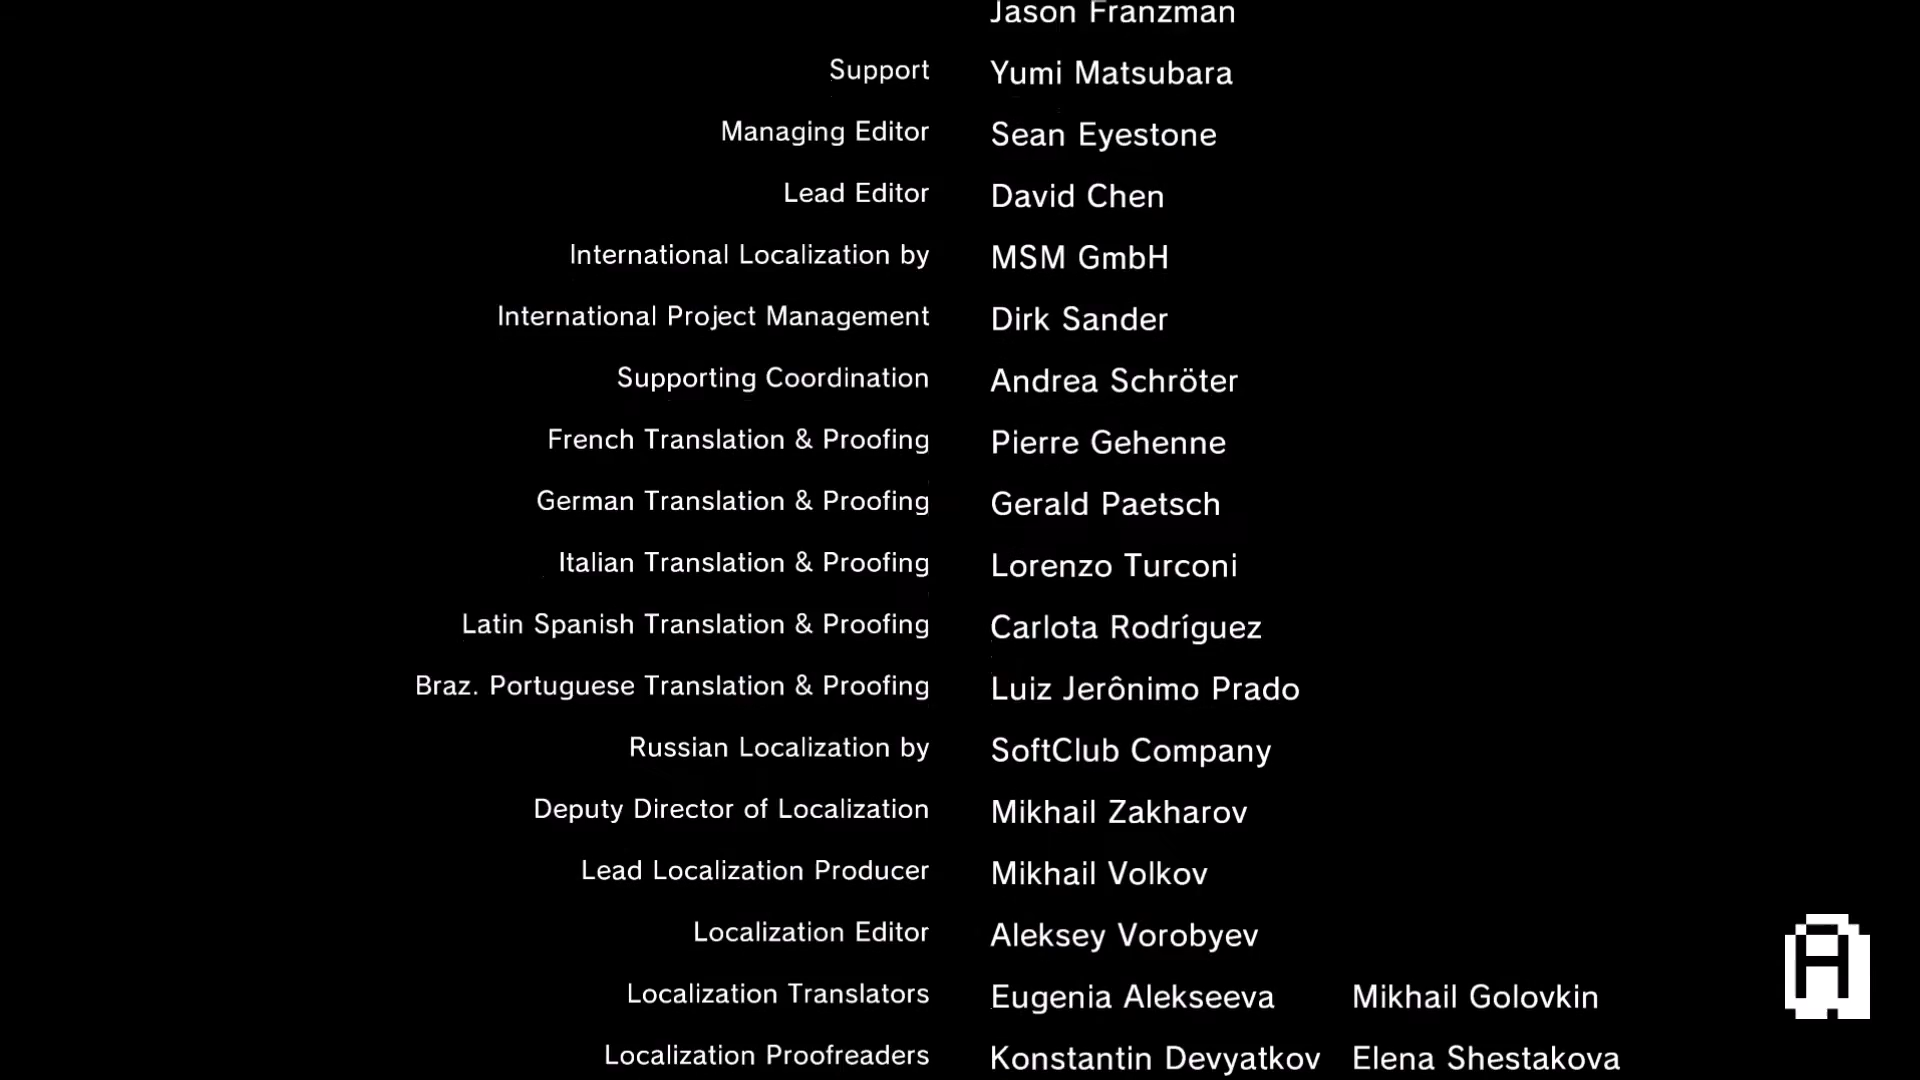 Jason Franzman
Support Yumi Matsubara
Managing Editor Sean Eyestone
Lead Editor David Chen
International Localization by MSM GmbH
International Project Management Dirk Sander
Supporting Coordination Andrea Schröter
French Translation & Proofing Pierre Gehenne
German Translation & Proofing Gerald Paetsch
Italian Translation & Proofing Lorenzo Turconi
Latin Spanish Translation & Proofing Carlota Rodríguez
Braz. Portuguese Translation & Proofing Luiz Jerônimo Prado
Russian Localization by SoftClub Company
Deputy Director of Localization Mikhail Zakharov
Lead Localization Producer Mikhail Volkov
Localization Editor Aleksey Vorobyev
Localization Translators Eugenia Alekseeva Mikhail Golovkin
Localization Proofreaders Konstantin Devyatkov Elena Shestakova
A